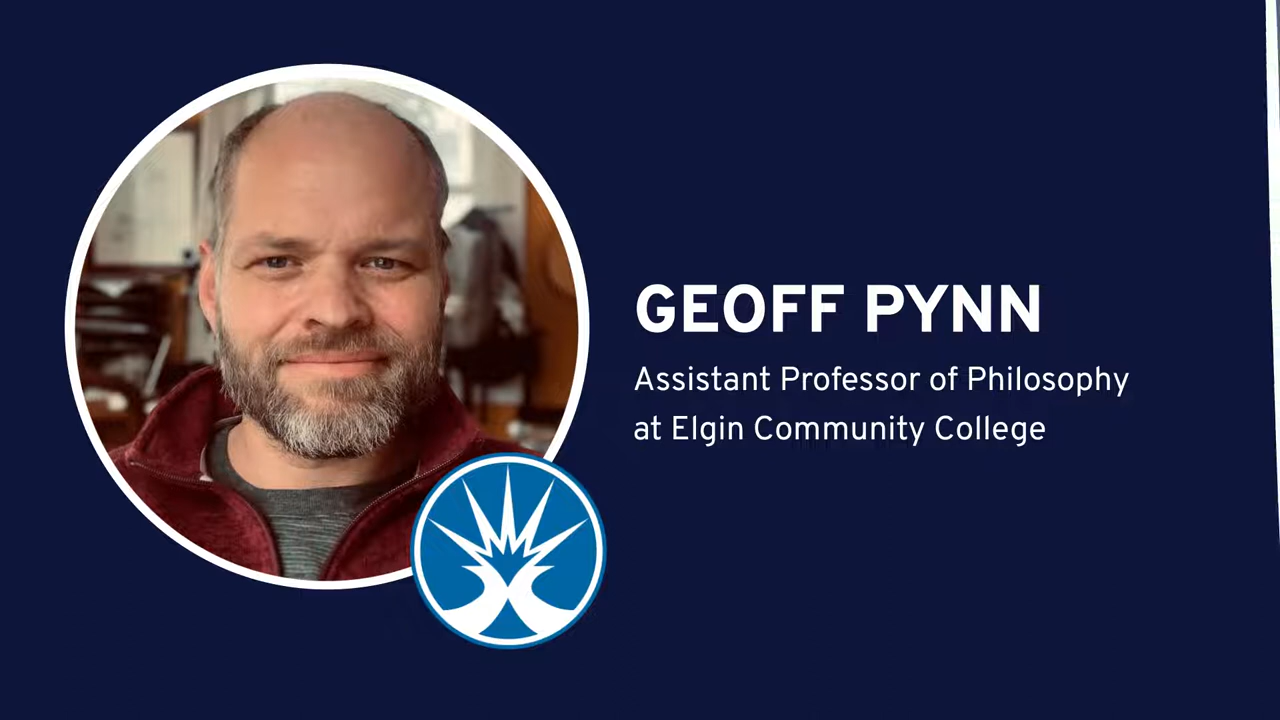 GEOFF PYNN
Assistant Professor of Philosophy
at Elgin Community College